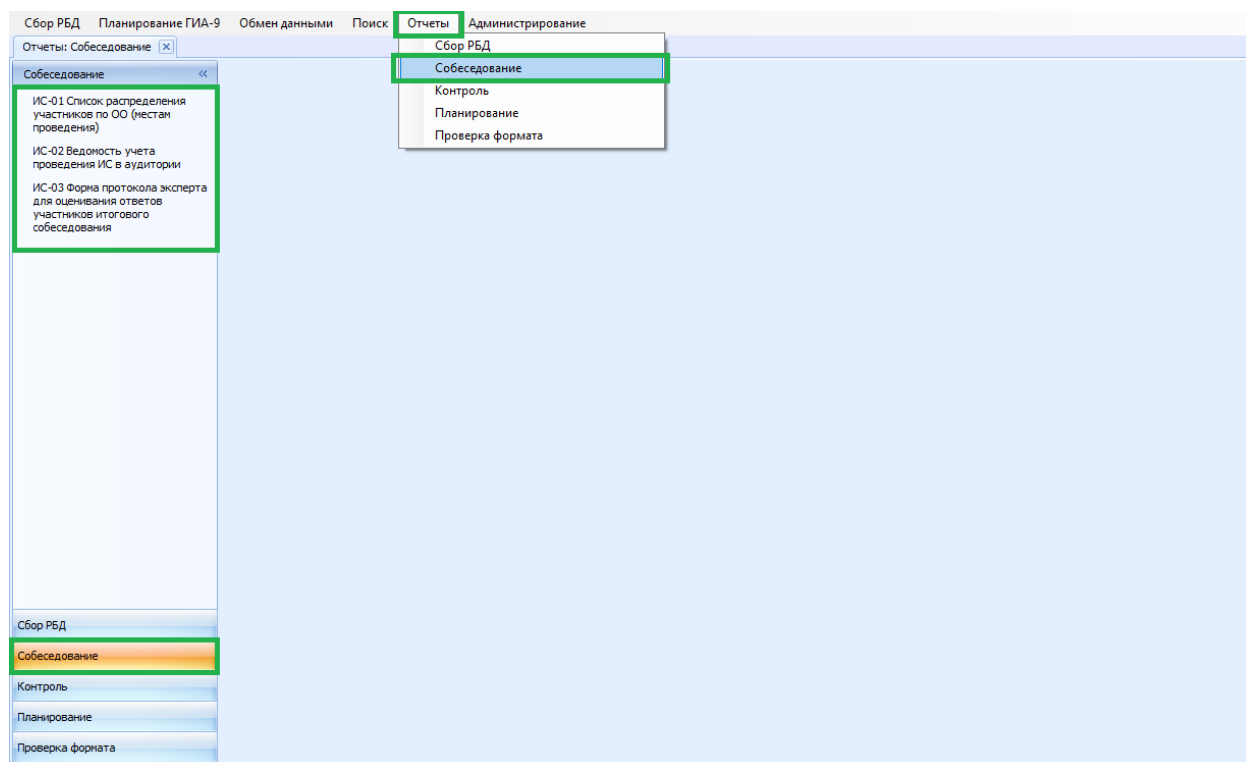 Сбор РБД Планирование ГИА-9 Обмен данными Поиск Отчеты Администрирование
Отчеты: Собеседование
Сбор РБД
Собеседование
Контроль
Планирование
Проверка формата
Собеседование «
ИС-01 Список распределения
участников по ОО (местам
проведения)
ИС-02 Ведомость учета
проведения ИС в аудитории
ИС-03 Форма протокола эксперта
для оценивания ответов
участников итогового
собеседования
Сбор РБД
Собеседование
Контроль
Планирование
Проверка формата